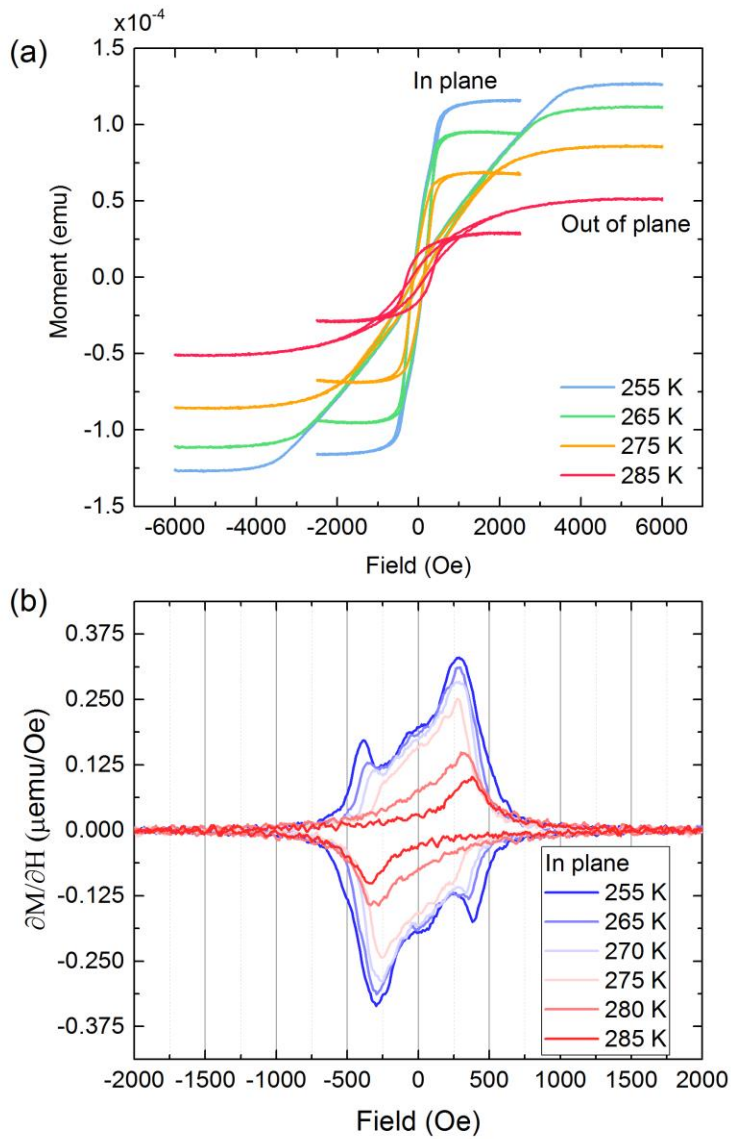 (a)
x10-4
1.5
1.0
0.5
0.0
-0.5
-1.0
-1.5
Moment (emu)
In plane
Out of plane
255 K
265 K
275 K
285 K
-6000 -4000 -2000 0 2000 4000 6000
Field (Oe)
(b)
0.375
0.250
0.125
0.000
-0.125
-0.250
-0.375
∂M/∂H (μemu/Oe)
In plane
255 K
265 K
270 K
275 K
280 K
285 K
-2000 -1500 -1000 -500 0 500 1000 1500 2000
Field (Oe)